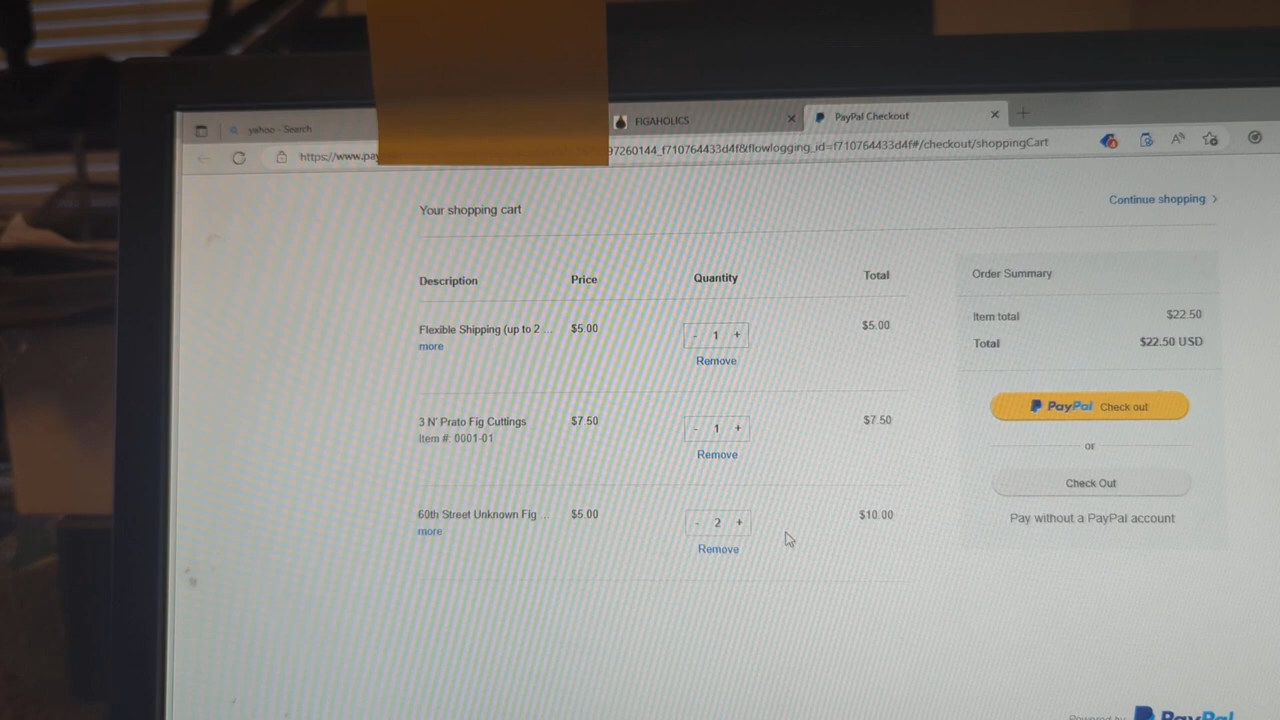 yahoo - Search
FIGAHOLICS
PayPal Checkout
https://www.pay
97260144_f710764433d4f&flowlogging_id=f710764433d4f#/checkout/shoppingCart
Your shopping cart
Continue shopping >
Description Price Quantity Total
Flexible Shipping (up to 2 ... $5.00 - 1 + $5.00
more
Remove
3 N' Prato Fig Cuttings $7.50 - 1 + $7.50
Item #: 0001-01
Remove
60th Street Unknown Fig ... $5.00 - 2 + $10.00
more
Remove
Order Summary
Item total $22.50
Total $22.50 USD
PayPal Check out
or
Check Out
Pay without a PayPal account
Powered by PayPal